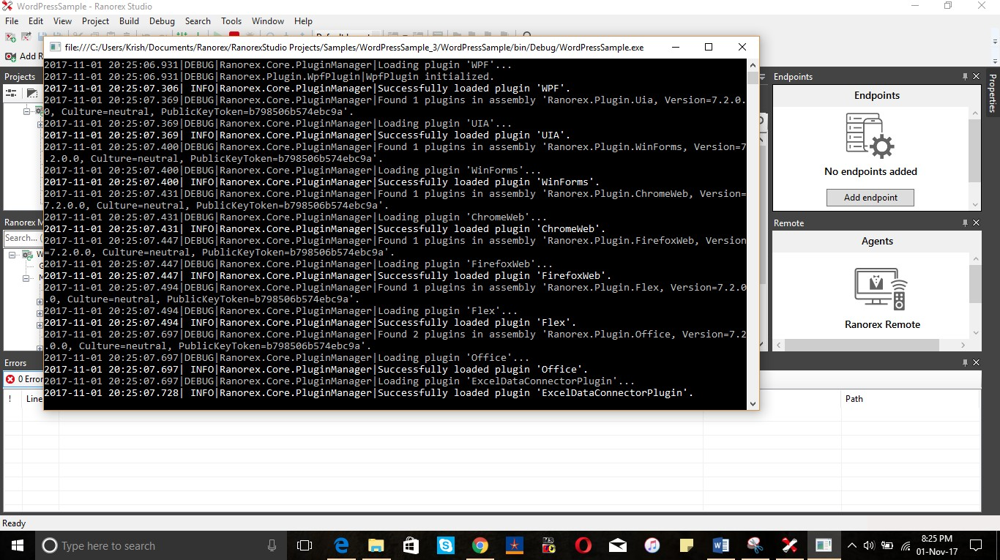 WordPressSample - Ranorex Studio
File Edit View Project Build Debug Search Tools Window Help
file:///C:/Users/Krish/Documents/Ranorex/RanorexStudio Projects/Samples/WordPressSample_3/WordPressSample/bin/Debug/WordPressSample.exe
Add R
Projects
2017-11-01 20:25:06.931|DEBUG|Ranorex.Core.PluginManager|Loading plugin 'WPF'...
2017-11-01 20:25:06.931|DEBUG|Ranorex.Plugin.WpfPlugin|WpfPlugin initialized.
2017-11-01 20:25:07.306| INFO|Ranorex.Core.PluginManager|Successfully loaded plugin 'WPF'.
2017-11-01 20:25:07.369|DEBUG|Ranorex.Core.PluginManager|Found 1 plugins in assembly 'Ranorex.Plugin.Uia, Version=7.2.0.
0, Culture=neutral, PublicKeyToken=b798506b574ebc9a'.
2017-11-01 20:25:07.369|DEBUG|Ranorex.Core.PluginManager|Loading plugin 'UIA'...
2017-11-01 20:25:07.369| INFO|Ranorex.Core.PluginManager|Successfully loaded plugin 'UIA'.
2017-11-01 20:25:07.400|DEBUG|Ranorex.Core.PluginManager|Found 1 plugins in assembly 'Ranorex.Plugin.WinForms, Version=7
.2.0.0, Culture=neutral, PublicKeyToken=b798506b574ebc9a'.
2017-11-01 20:25:07.400|DEBUG|Ranorex.Core.PluginManager|Loading plugin 'WinForms'...
2017-11-01 20:25:07.400| INFO|Ranorex.Core.PluginManager|Successfully loaded plugin 'WinForms'.
2017-11-01 20:25:07.431|DEBUG|Ranorex.Core.PluginManager|Found 1 plugins in assembly 'Ranorex.Plugin.ChromeWeb, Version=
7.2.0.0, Culture=neutral, PublicKeyToken=b798506b574ebc9a'.
2017-11-01 20:25:07.431|DEBUG|Ranorex.Core.PluginManager|Loading plugin 'ChromeWeb'...
2017-11-01 20:25:07.431| INFO|Ranorex.Core.PluginManager|Successfully loaded plugin 'ChromeWeb'.
2017-11-01 20:25:07.447|DEBUG|Ranorex.Core.PluginManager|Found 1 plugins in assembly 'Ranorex.Plugin.FirefoxWeb, Version
=7.2.0.0, Culture=neutral, PublicKeyToken=b798506b574ebc9a'.
2017-11-01 20:25:07.447|DEBUG|Ranorex.Core.PluginManager|Loading plugin 'FirefoxWeb'...
2017-11-01 20:25:07.447| INFO|Ranorex.Core.PluginManager|Successfully loaded plugin 'FirefoxWeb'.
2017-11-01 20:25:07.494|DEBUG|Ranorex.Core.PluginManager|Found 1 plugins in assembly 'Ranorex.Plugin.Flex, Version=7.2.0
.0, Culture=neutral, PublicKeyToken=b798506b574ebc9a'.
2017-11-01 20:25:07.494|DEBUG|Ranorex.Core.PluginManager|Loading plugin 'Flex'...
2017-11-01 20:25:07.494| INFO|Ranorex.Core.PluginManager|Successfully loaded plugin 'Flex'.
2017-11-01 20:25:07.697|DEBUG|Ranorex.Core.PluginManager|Found 2 plugins in assembly 'Ranorex.Plugin.Office, Version=7.2
.0.0, Culture=neutral, PublicKeyToken=b798506b574ebc9a'.
2017-11-01 20:25:07.697|DEBUG|Ranorex.Core.PluginManager|Loading plugin 'Office'...
2017-11-01 20:25:07.697| INFO|Ranorex.Core.PluginManager|Successfully loaded plugin 'Office'.
2017-11-01 20:25:07.697|DEBUG|Ranorex.Core.PluginManager|Loading plugin 'ExcelDataConnectorPlugin'...
2017-11-01 20:25:07.728| INFO|Ranorex.Core.PluginManager|Successfully loaded plugin 'ExcelDataConnectorPlugin'.
Endpoints
Endpoints
No endpoints added
Add endpoint
Properties
Remote
Agents
Ranorex Remote
Ranorex M
Search... (
W
Errors
0 Error
! Line
Path
Ready
Type here to search
8:25 PM
01-Nov-17